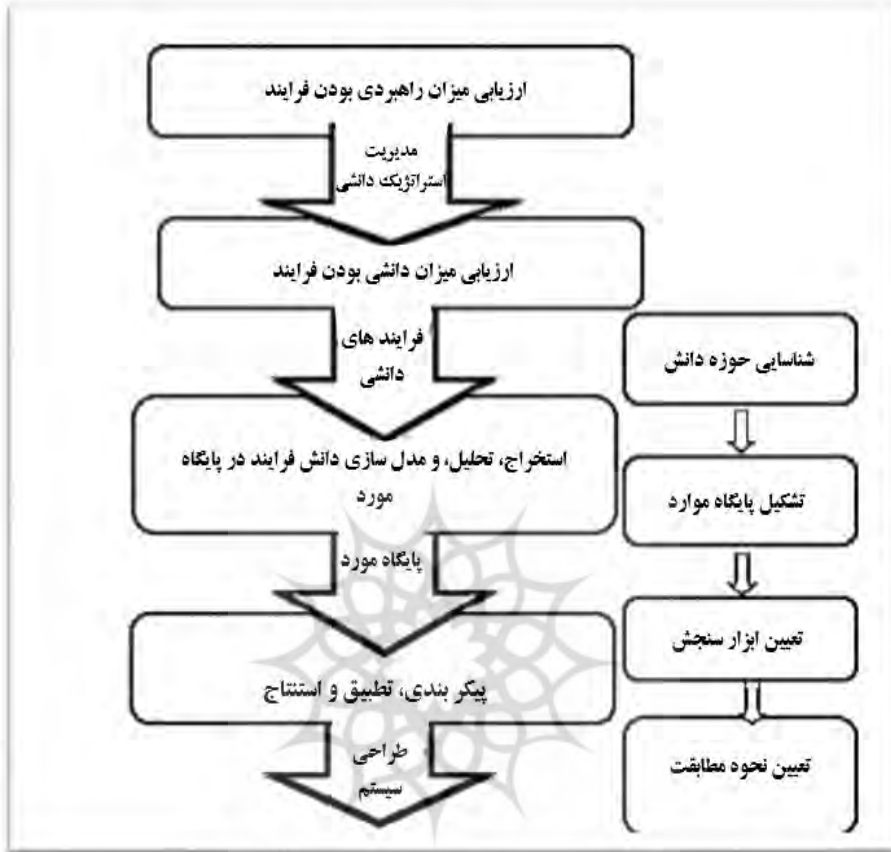 ارزیابی میزان راهبردی بودن فرایند
مدیریت
استراتژیک دانشی
ارزیابی میزان دانشی بودن فرایند
فرایند های
دانشی
استخراج، تحلیل، و مدل سازی دانش فرایند در پایگاه
مورد
پایگاه مورد
پیکر بندی، تطبیق و استنتاج
طراحی
سیستم
شناسایی حوزه دانش
تشکیل پایگاه موارد
تعیین ابزار سنجش
تعیین نحوه مطابقت